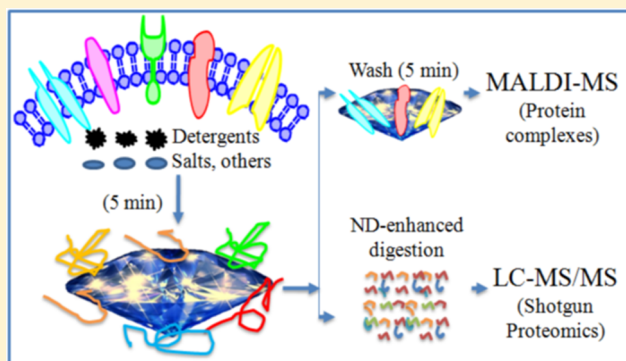 Detergents
Salts, others
(5 min)
Wash (5 min)
MALDI-MS
(Protein
complexes)
ND-enhanced
digestion
LC-MS/MS
(Shotgun
Proteomics)